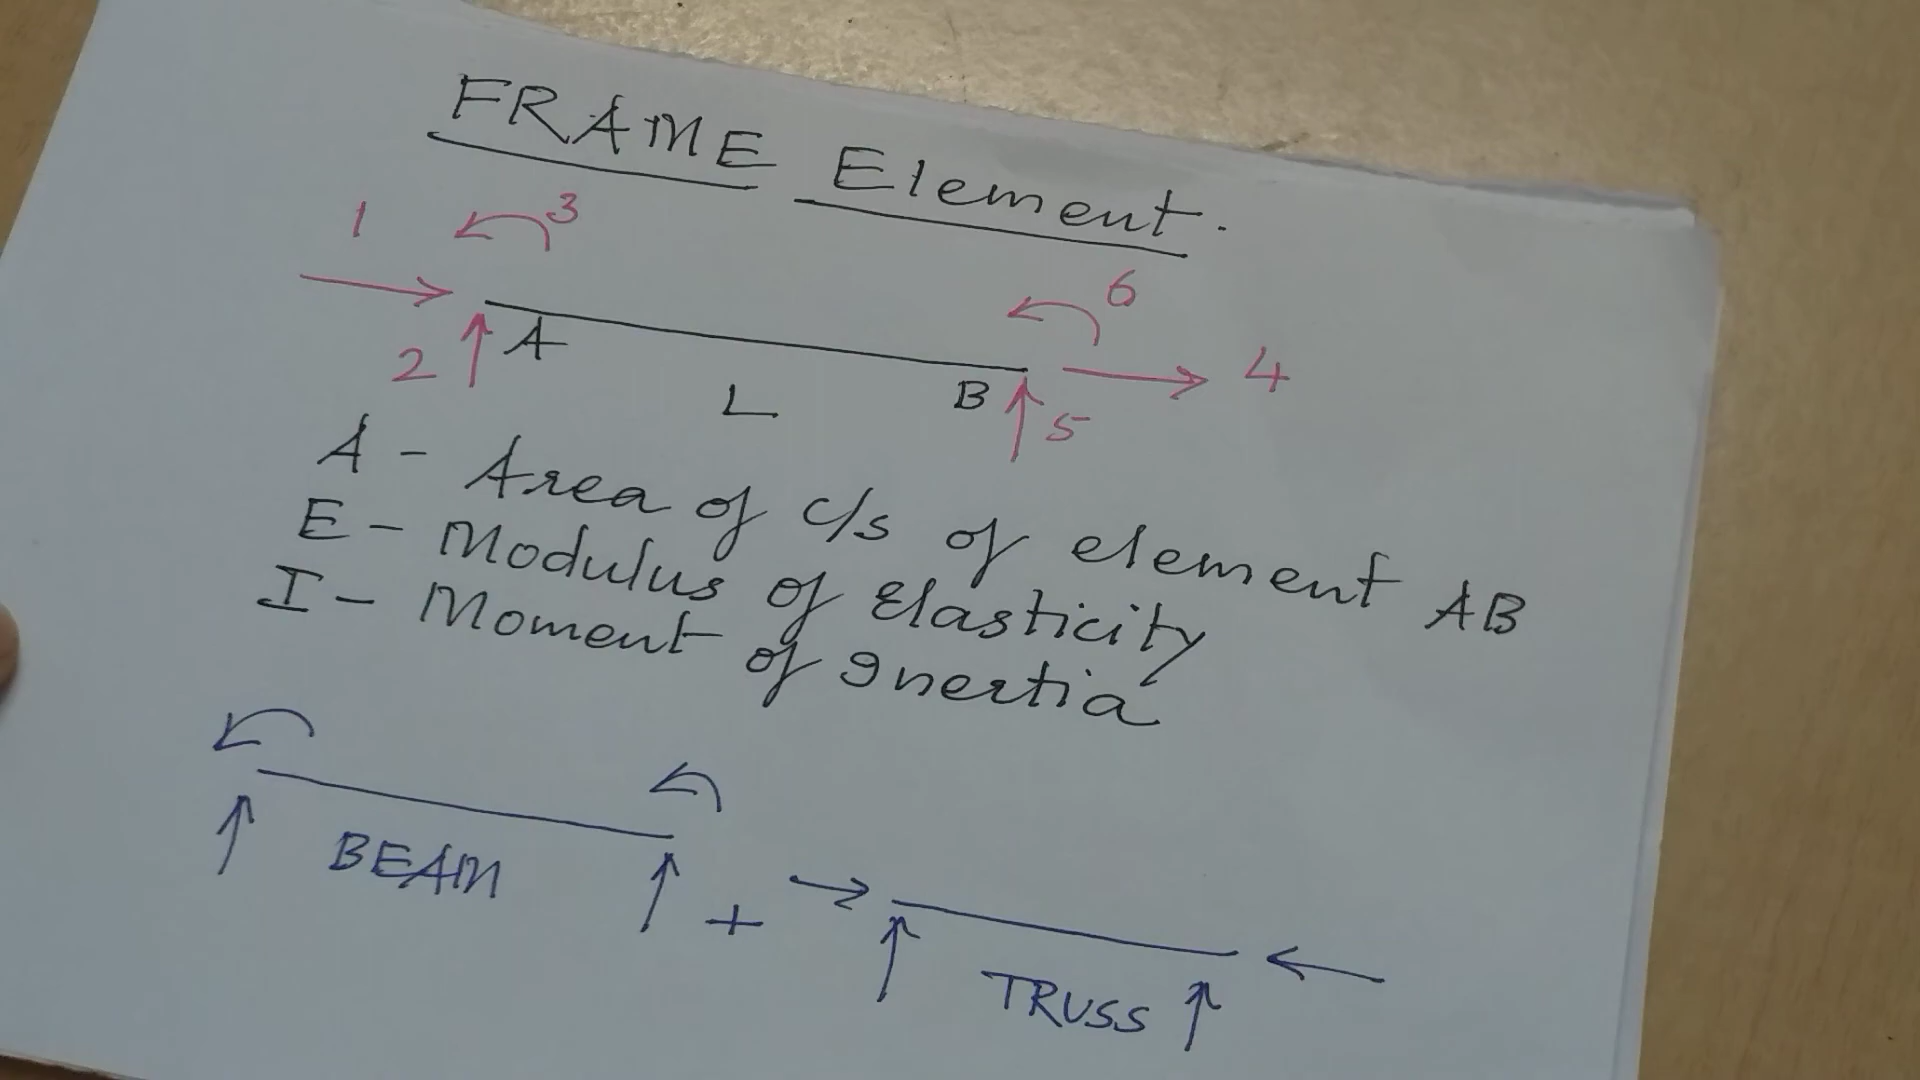 FRAME Element.
1 3
6
2 A
B 4
L 5
A - Area of c/s of element AB
E - Modulus of Elasticity
I - Moment of Inertia
BEAM + TRUSS